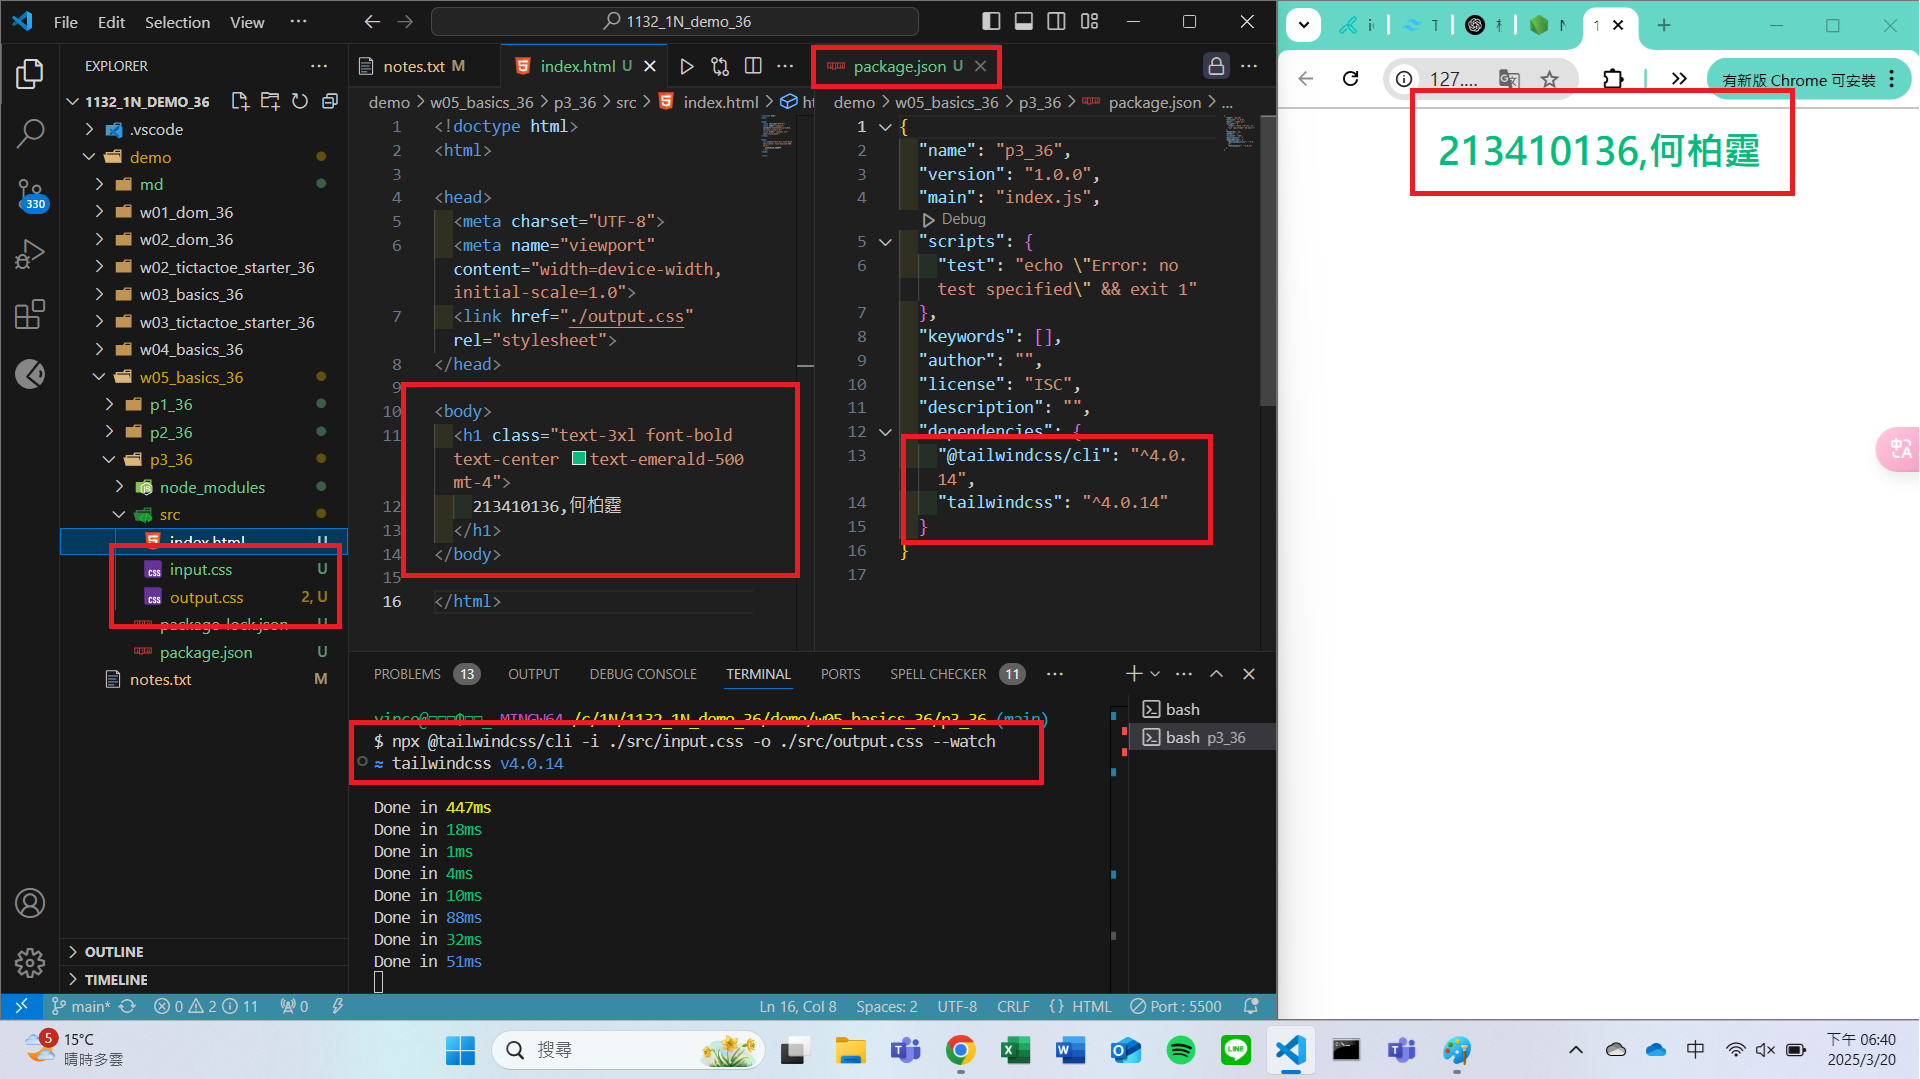 File Edit Selection View ···
1132_1N_demo_36
EXPLORER ···
1132_1N_DEMO_36
.vscode
demo
md
w01_dom_36
w02_dom_36
w02_tictactoe_starter_36
w03_basics_36
w03_tictactoe_starter_36
w04_basics_36
w05_basics_36
p1_36
p2_36
p3_36
node_modules
src
index.html U
input.css U
output.css 2, U
package-lock.json U
package.json U
notes.txt M
OUTLINE
TIMELINE
330
notes.txt M
index.html U
demo > w05_basics_36 > p3_36 > src > index.html >
1 <!doctype html>
2 <html>
3
4 <head>
5 <meta charset="UTF-8">
6 <meta name="viewport"
content="width=device-width,
initial-scale=1.0">
7 <link href="./output.css"
rel="stylesheet">
8 </head>
9
10 <body>
11 <h1 class="text-3xl font-bold
text-center text-emerald-500
mt-4">
12 213410136,何柏霆
13 </h1>
14 </body>
15
16 </html>
package.json U
demo > w05_basics_36 > p3_36 > package.json > ...
1 {
2 "name": "p3_36",
3 "version": "1.0.0",
4 "main": "index.js",
Debug
5 "scripts": {
6 "test": "echo \"Error: no
test specified\" && exit 1"
7 },
8 "keywords": [],
9 "author": "",
10 "license": "ISC",
11 "description": "",
12 "dependencies": {
13 "@tailwindcss/cli": "^4.0.
14",
14 "tailwindcss": "^4.0.14"
15 }
16 }
17
PROBLEMS 13 OUTPUT DEBUG CONSOLE TERMINAL PORTS SPELL CHECKER 11 ···
MINGW64 /c/1N/1132_1N_demo_36/demo/w05_basics_36/p3_36 (main)
$ npx @tailwindcss/cli -i ./src/input.css -o ./src/output.css --watch
≈ tailwindcss v4.0.14
Done in 447ms
Done in 18ms
Done in 1ms
Done in 4ms
Done in 10ms
Done in 88ms
Done in 32ms
Done in 51ms
bash
bash p3_36
main* 0 2 11 0
Ln 16, Col 8 Spaces: 2 UTF-8 CRLF {} HTML Port : 5500
127....
有新版 Chrome 可安裝
213410136,何柏霆
5
15°C
晴時多雲
搜尋
中
下午 06:40
2025/3/20